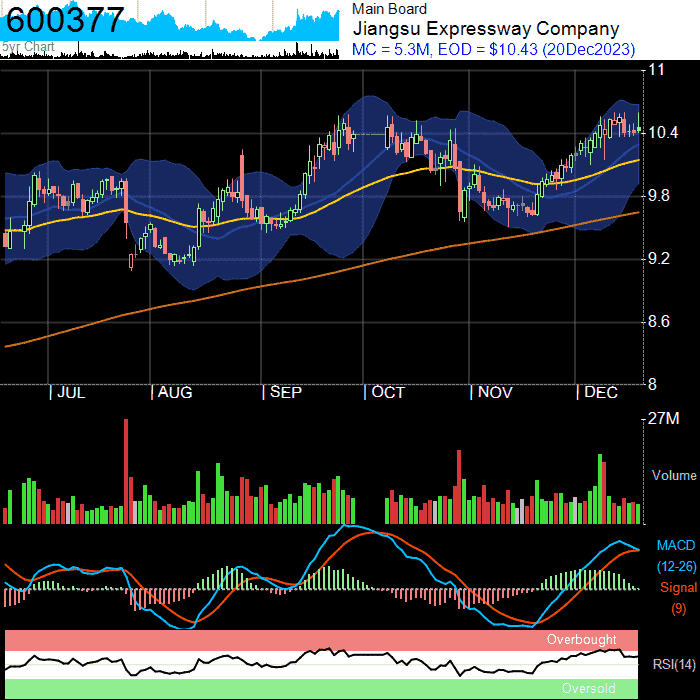 600377
5yr Chart
Main Board
Jiangsu Expressway Company
MC = 5.3M, EOD = $10.43 (20Dec2023)
11
10.4
9.8
9.2
8.6
8
JUL AUG SEP OCT NOV DEC
27M
Volume
MACD
(12-26)
Signal
(9)
Overbought
RSI(14)
Oversold